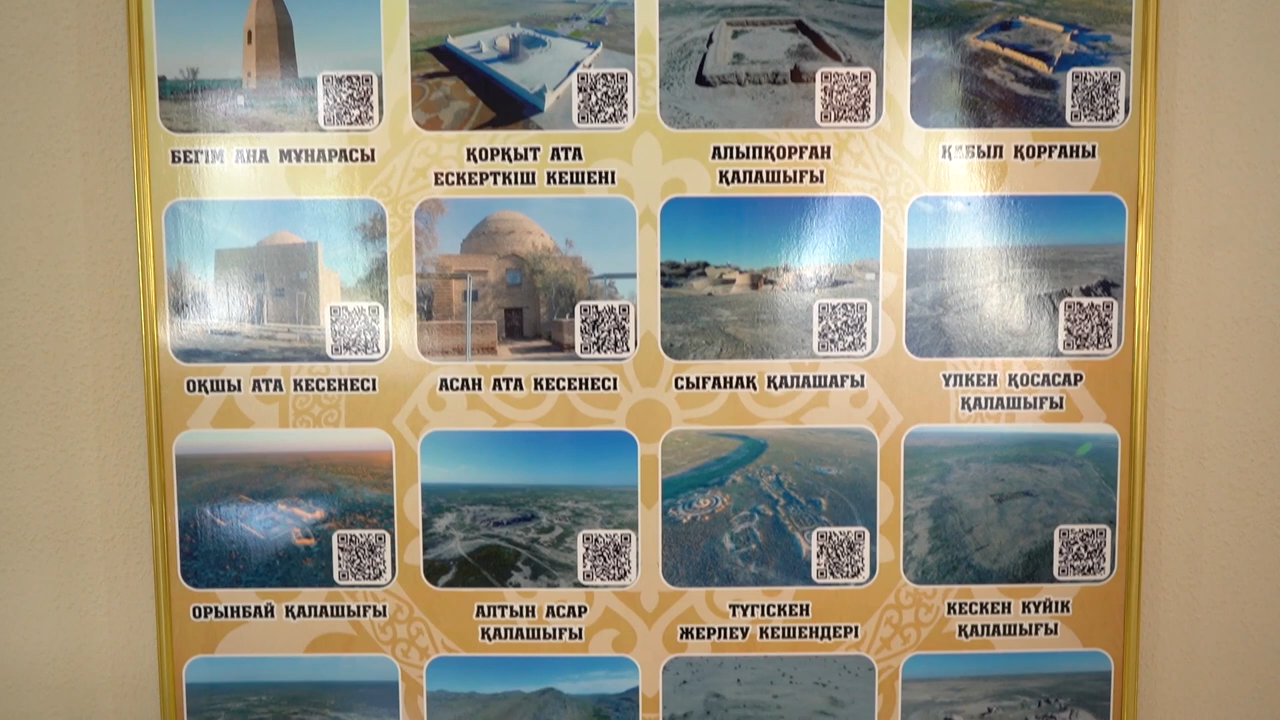 БЕГІМ АНА МҰНАРАСЫ
ҚОРҚЫТ АТА
ЕСКЕРТКІШ КЕШЕНІ
АЛЫПҚОРҒАН
ҚАЛАШЫҒЫ
ҚАБЫЛ ҚОРҒАНЫ
ОҚШЫ АТА КЕСЕНЕСІ
АСАН АТА КЕСЕНЕСІ
СЫҒАНАҚ ҚАЛАШАҒЫ
ҮЛКЕН ҚОСАСАР
ҚАЛАШЫҒЫ
ОРЫНБАЙ ҚАЛАШЫҒЫ
АЛТЫН АСАР
ҚАЛАШЫҒЫ
ТҮГІСКЕН
ЖЕРЛЕУ КЕШЕНДЕРІ
КЕСКЕН КҮЙІК
ҚАЛАШЫҒЫ